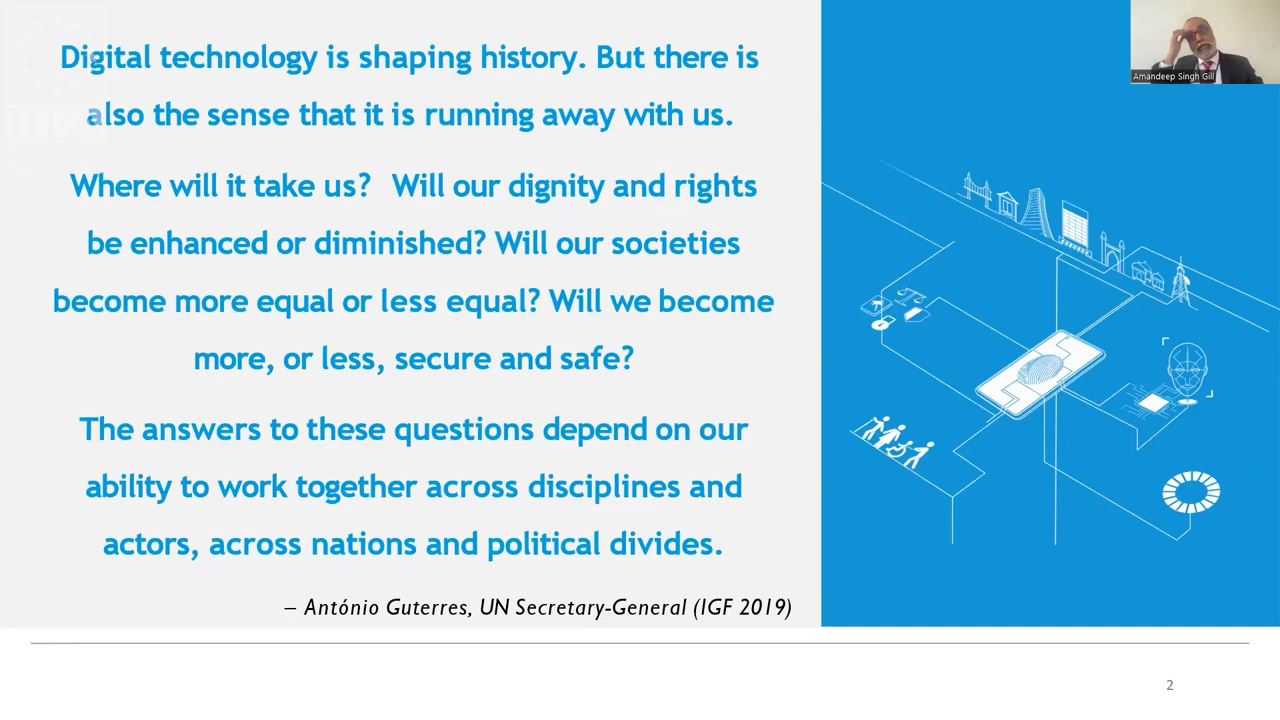 Digital technology is shaping history. But there is
also the sense that it is running away with us.
Where will it take us? Will our dignity and rights
be enhanced or diminished? Will our societies
become more equal or less equal? Will we become
more, or less, secure and safe?
The answers to these questions depend on our
ability to work together across disciplines and
actors, across nations and political divides.
– António Guterres, UN Secretary-General (IGF 2019)
Amandeep Singh Gill
2